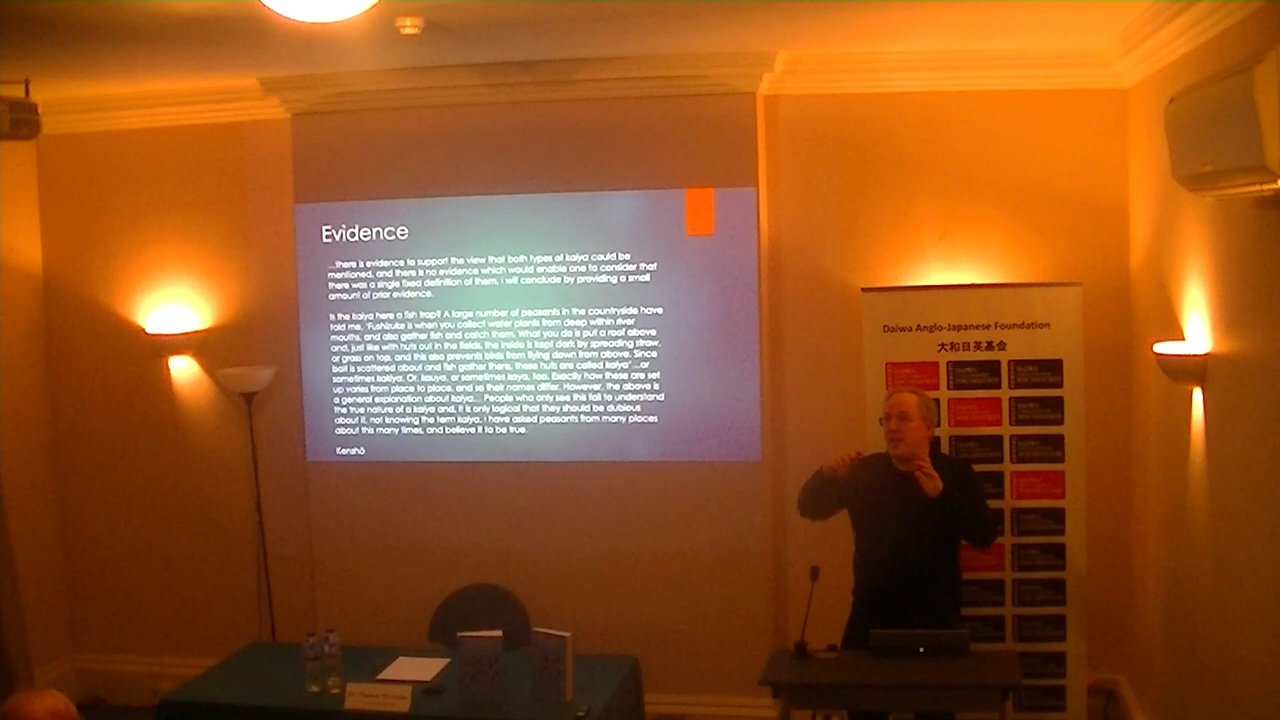 Evidence
...there is evidence to support the view that both types of kaiya could be
mentioned, and there is no evidence which would enable one to consider that
there was a single fixed definition of them. I will conclude by providing a small
amount of prior evidence.
Is the kaiya here a fish trap? A large number of peasants in the countryside have
told me, 'Fushizuke is when you collect water plants from deep within river
mouths, and also gather fish and catch them. What you do is put a roof above
and, just like with huts out in the fields, the inside is kept dark by spreading straw,
or grass on top, and this also prevents birds from flying down from above. Since
bait is scattered about and fish gather there, these huts are called kaiya' ...or
sometimes kakiya. Or, kauya, or sometimes kaya, too. Exactly how these are set
up varies from place to place, and so their names differ. However, the above is
a general explanation about kaiya... People who only see this fail to understand
the true nature of a kaiya and, it is only logical that they should be dubious
about it, not knowing the term kaiya. I have asked peasants from many places
about this many times, and believe it to be true.
Kenshō
Daiwa Anglo-Japanese Foundation
大和日英基金